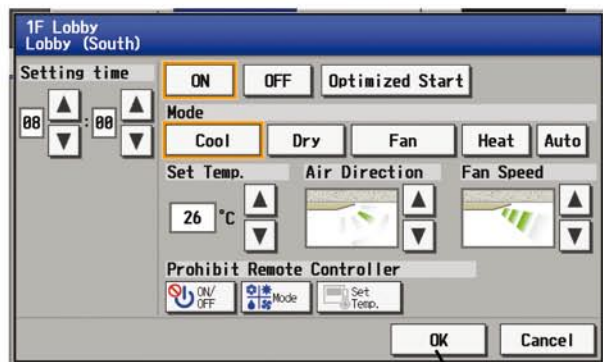 1F Lobby
Lobby (South)
Setting time
ON OFF Optimized Start
08 : 00
Mode
Cool Dry Fan Heat Auto
Set Temp. Air Direction Fan Speed
26 °C
Prohibit Remote Controller
ON/
OFF
Mode
Set
Temp.
OK Cancel